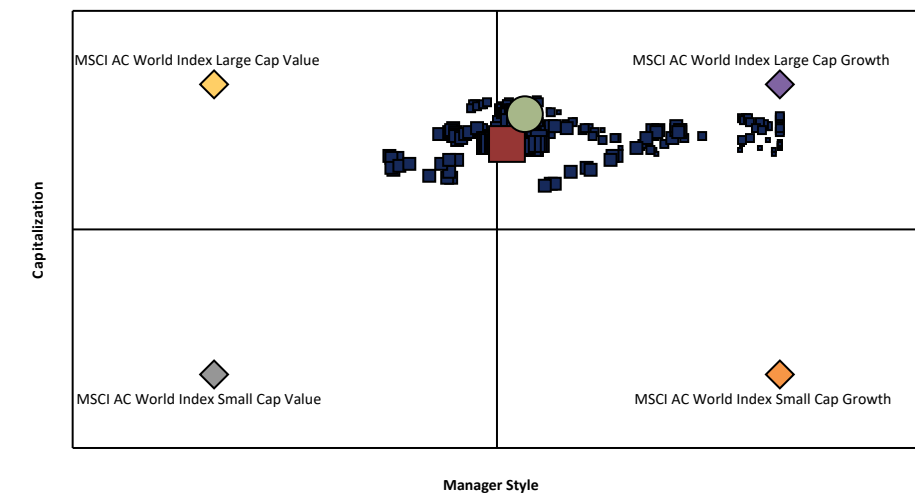 MSCI AC World Index Large Cap Value
MSCI AC World Index Large Cap Growth
Capitalization
MSCI AC World Index Small Cap Value
MSCI AC World Index Small Cap Growth
Manager Style